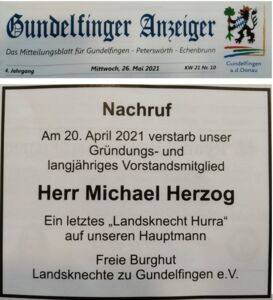 Gundelfinger Anzeiger
Das Mitteilungsblatt für Gundelfingen - Peterswörth - Echenbrunn
4. Jahrgang
Mittwoch, 26. Mai 2021
KW 21 Nr. 10
Gundelfingen
a.d.Donau
Nachruf
Am 20. April 2021 verstarb unser
Gründungs- und
langjähriges Vorstandsmitglied
Herr Michael Herzog
Ein letztes „Landsknecht Hurra“
auf unseren Hauptmann
Freie Burghut
Landsknechte zu Gundelfingen e.V.